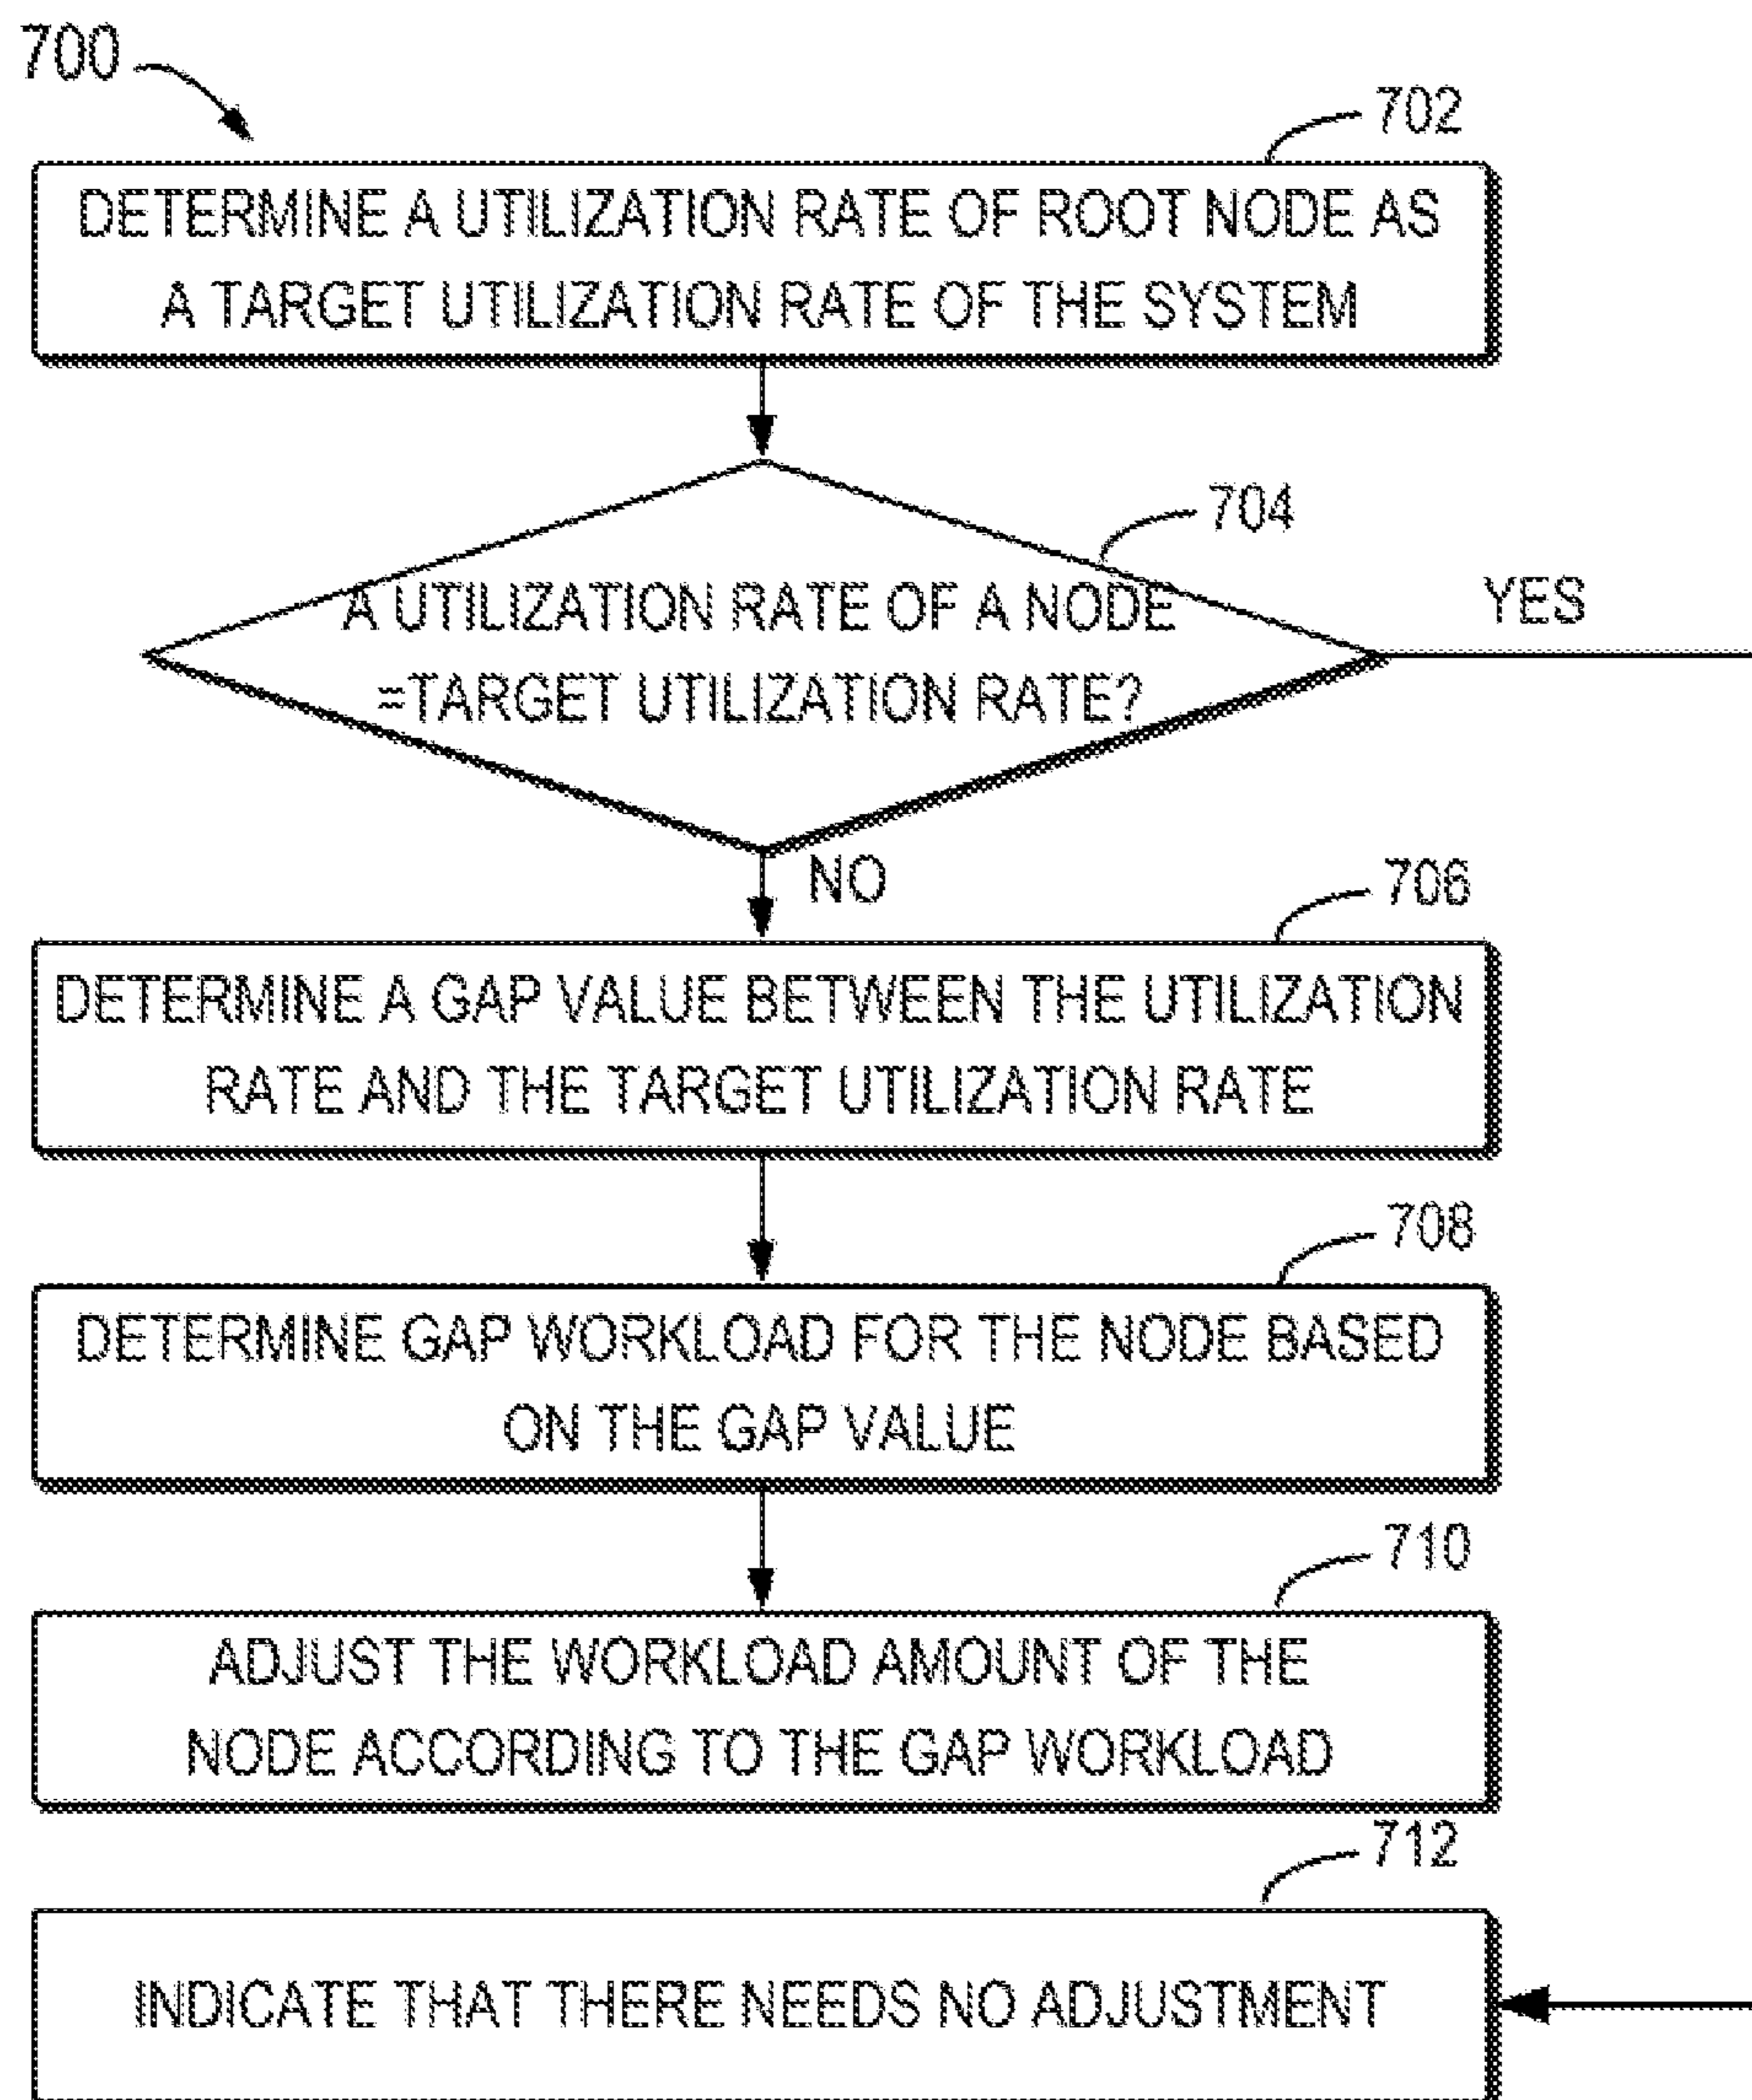 700
702
DETERMINE A UTILIZATION RATE OF ROOT NODE AS
A TARGET UTILIZATION RATE OF THE SYSTEM
704
A UTILIZATION RATE OF A NODE
=TARGET UTILIZATION RATE?
YES
NO
706
DETERMINE A GAP VALUE BETWEEN THE UTILIZATION
RATE AND THE TARGET UTILIZATION RATE
708
DETERMINE GAP WORKLOAD FOR THE NODE BASED
ON THE GAP VALUE
710
ADJUST THE WORKLOAD AMOUNT OF THE
NODE ACCORDING TO THE GAP WORKLOAD
712
INDICATE THAT THERE NEEDS NO ADJUSTMENT